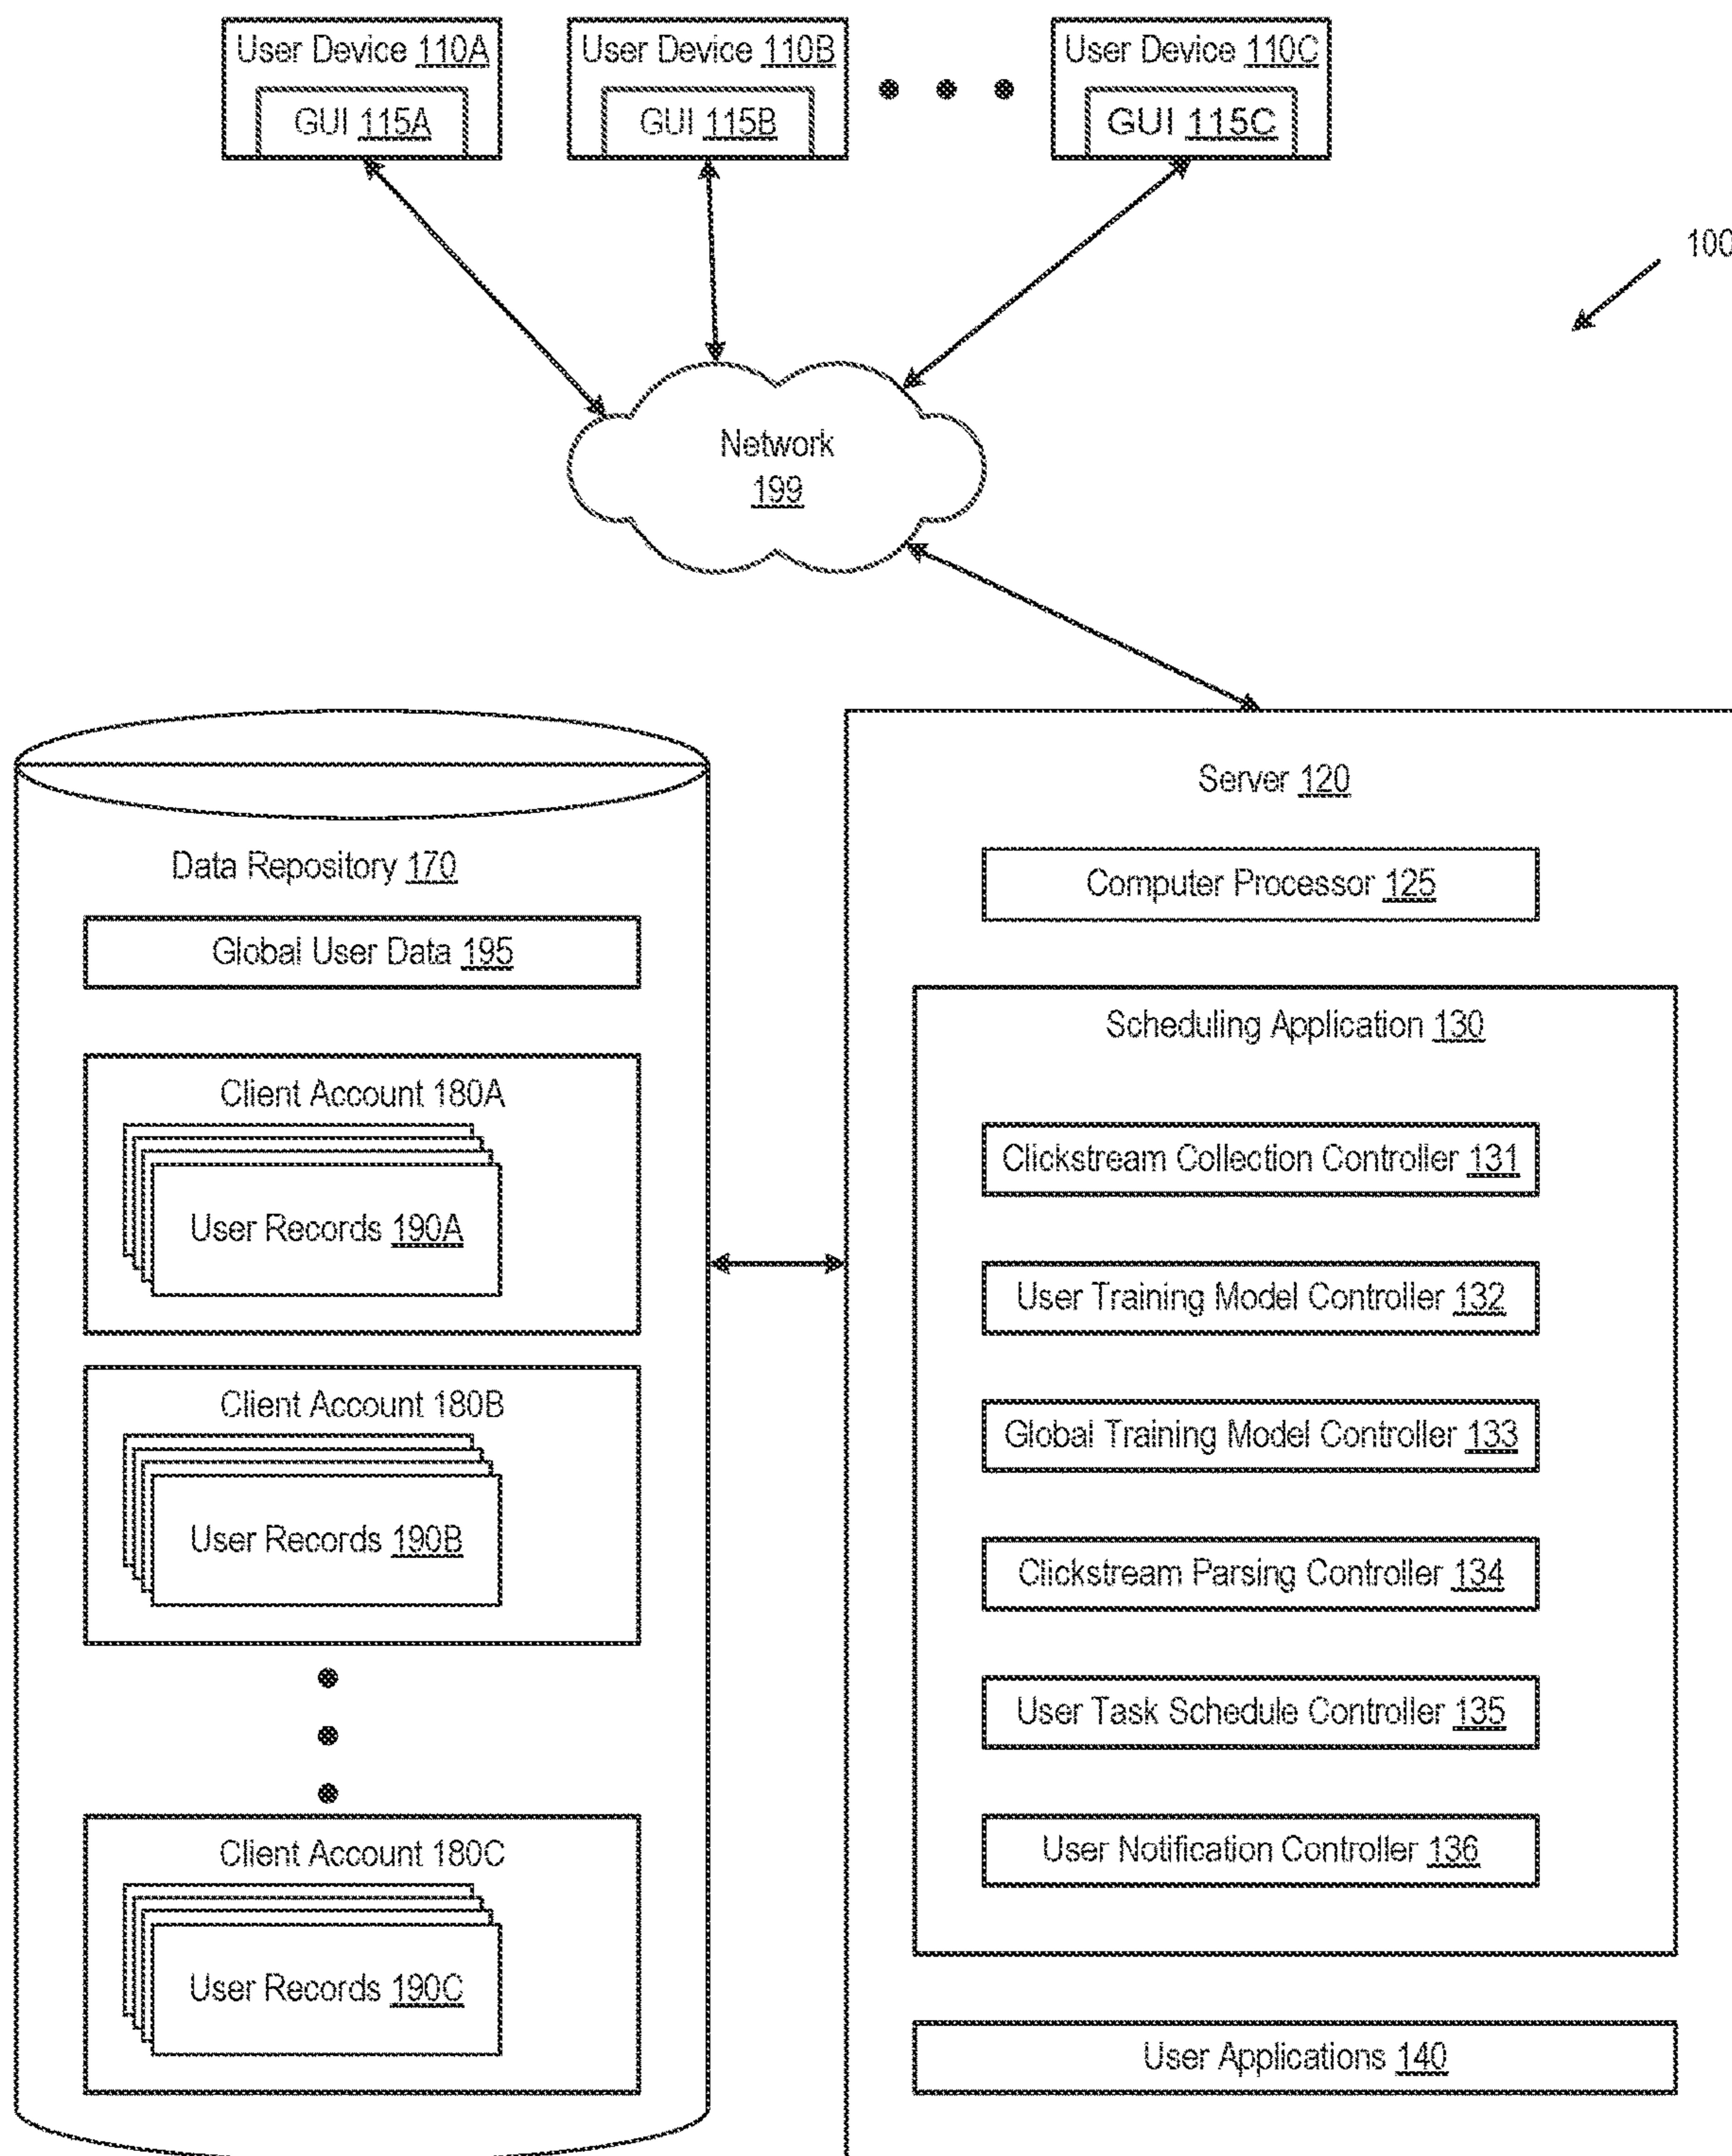 User Device 110A
GUI 115A
User Device 110B
GUI 115B
User Device 110C
GUI 115C
100
Network
199
Data Repository 170
Global User Data 195
Client Account 180A
User Records 190A
Client Account 180B
User Records 190B
Client Account 180C
User Records 190C
Server 120
Computer Processor 125
Scheduling Application 130
Clickstream Collection Controller 131
User Training Model Controller 132
Global Training Model Controller 133
Clickstream Parsing Controller 134
User Task Schedule Controller 135
User Notification Controller 136
User Applications 140